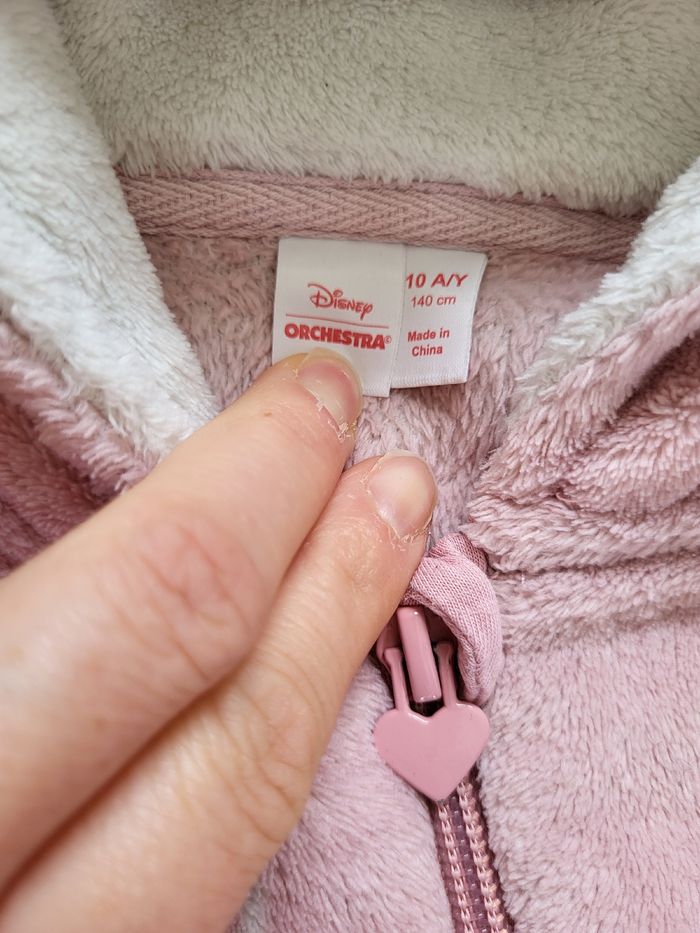 Disney
ORCHESTRA©
10 A/Y
140 cm
Made in
China